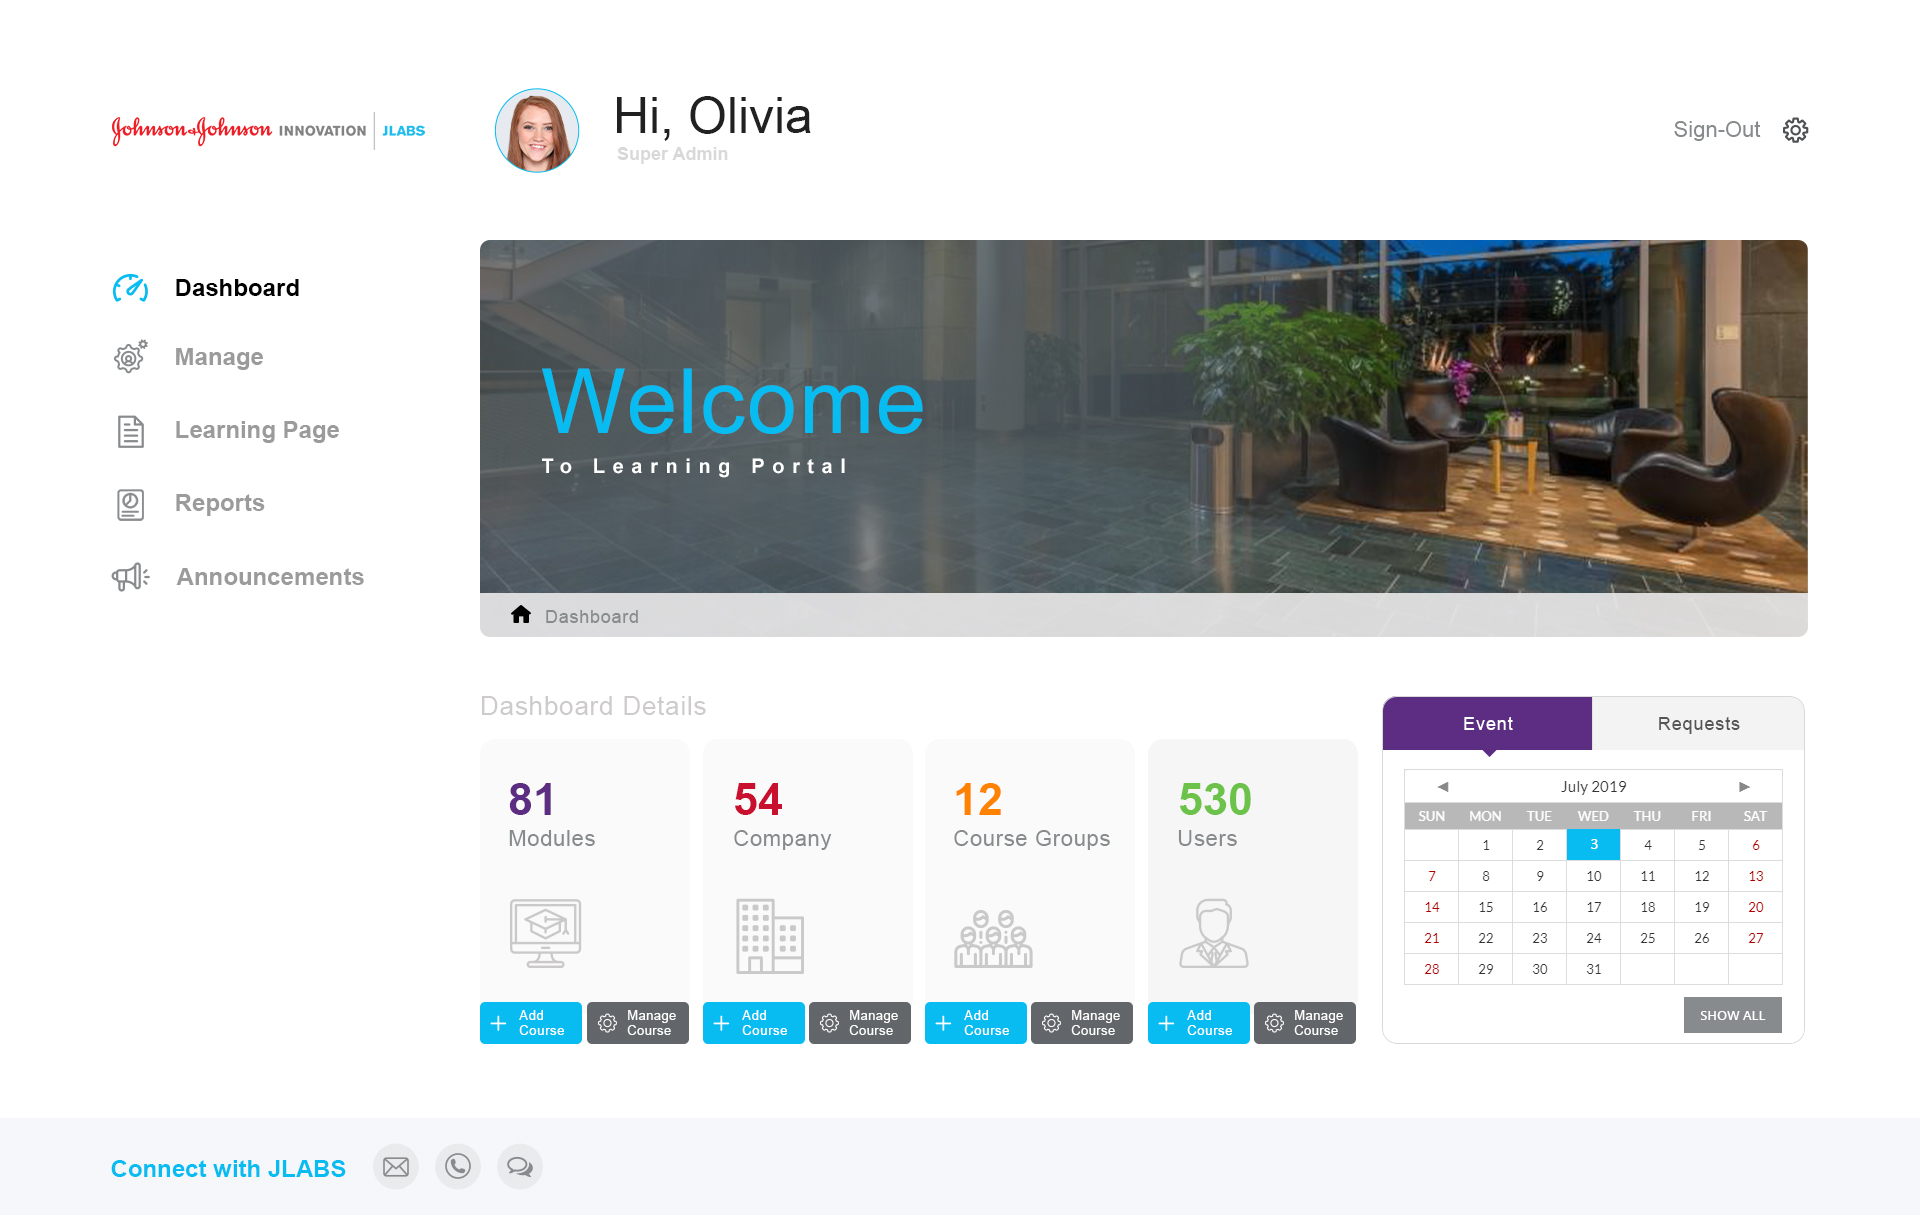 Johnson & Johnson INNOVATION | JLABS
Hi, Olivia
Super Admin
Sign-Out
Dashboard
Manage
Learning Page
Reports
Announcements
Welcome
To Learning Portal
Dashboard
Dashboard Details
81
Modules
Add Course
Manage Course
54
Company
Add Course
Manage Course
12
Course Groups
Add Course
Manage Course
530
Users
Add Course
Manage Course
Event Requests
◄ July 2019 ►
SUN MON TUE WED THU FRI SAT
1 2 3 4 5 6
7 8 9 10 11 12 13
14 15 16 17 18 19 20
21 22 23 24 25 26 27
28 29 30 31
SHOW ALL
Connect with JLABS